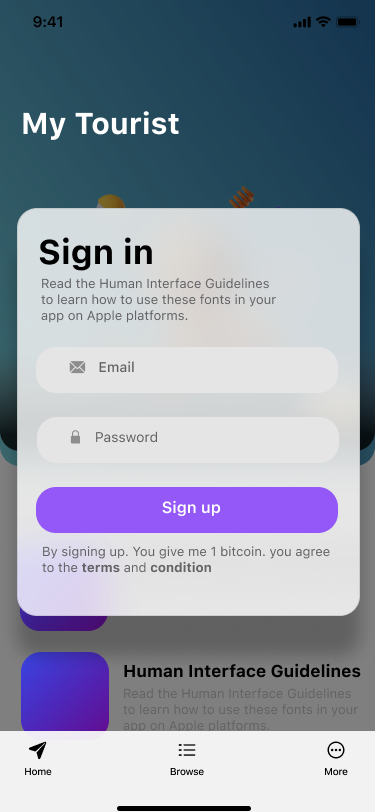 9:41
My Tourist
Sign in
Read the Human Interface Guidelines
to learn how to use these fonts in your
app on Apple platforms.
Email
Password
Sign up
By signing up. You give me 1 bitcoin. you agree
to the terms and condition
Human Interface Guidelines
Read the Human Interface Guidelines
to learn how to use these fonts in your
app on Apple platforms.
Home
Browse
More